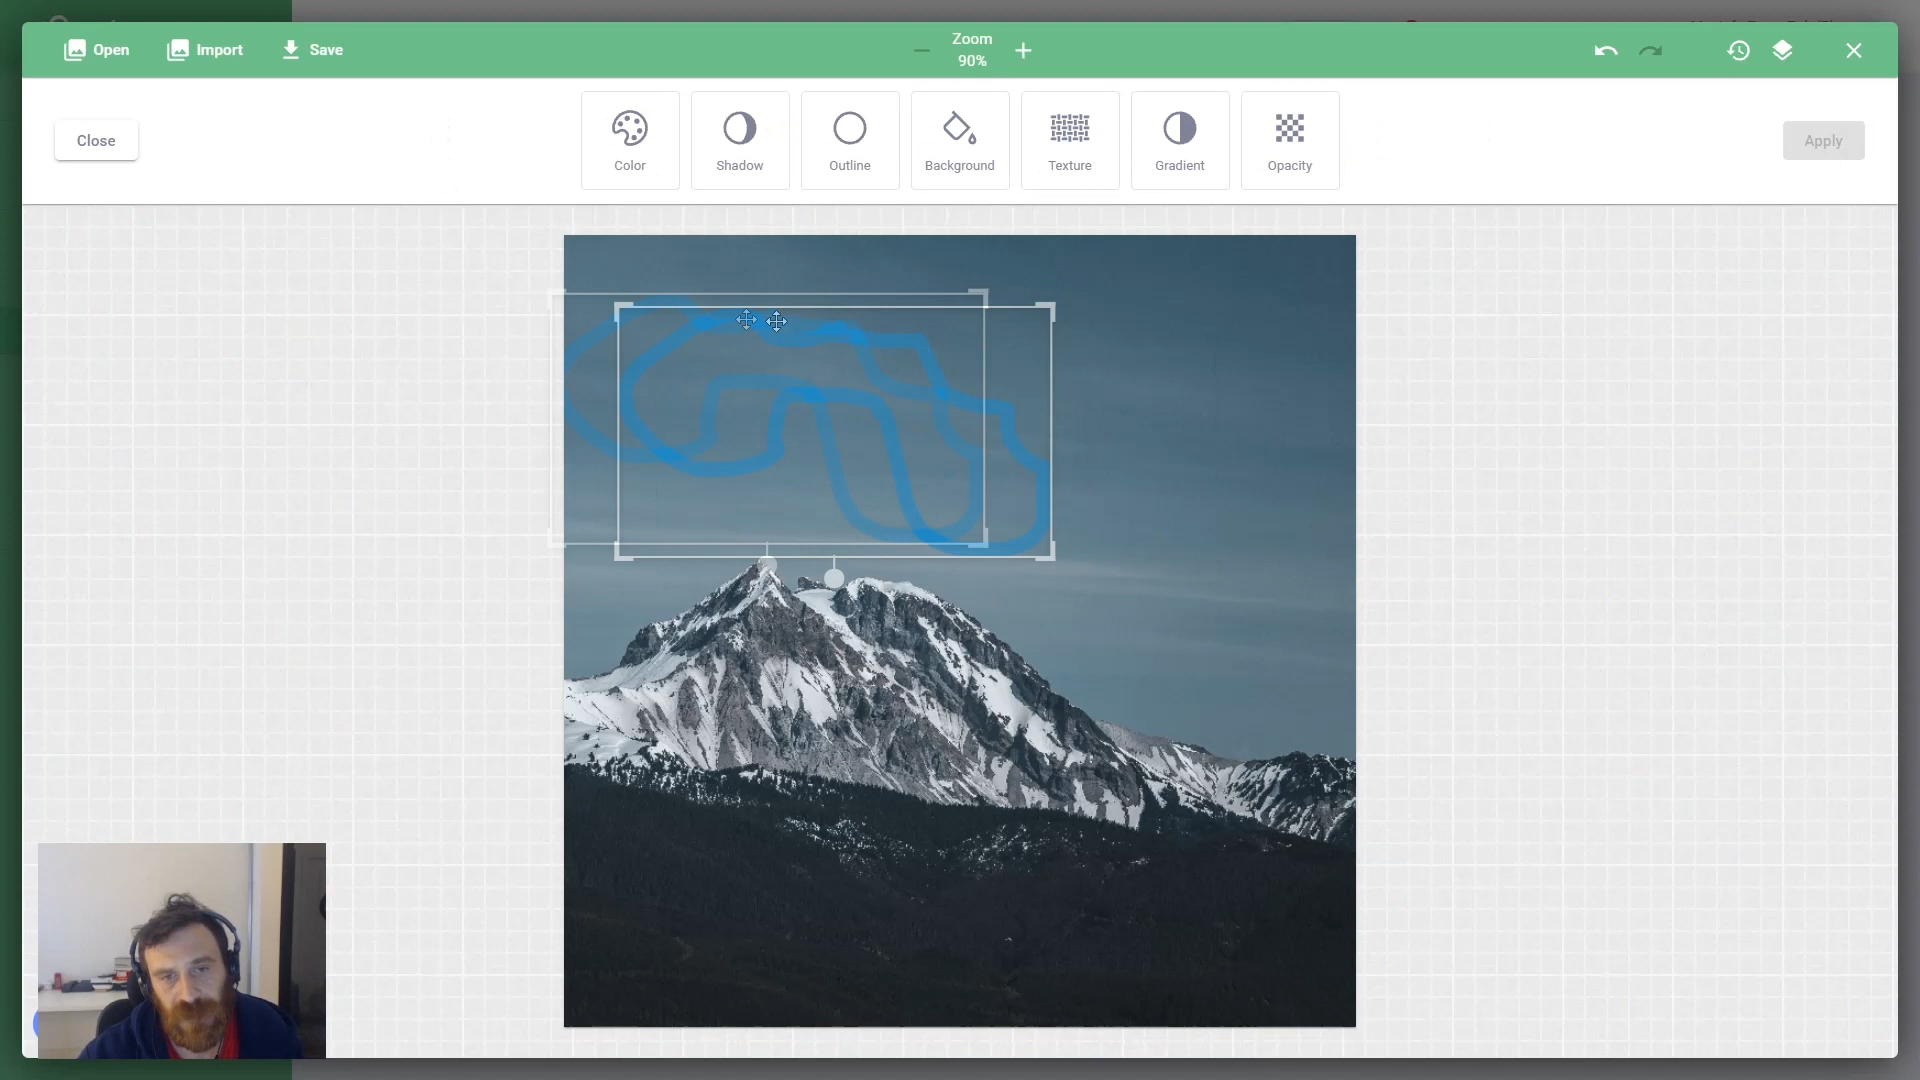 Open
Import
Save
Zoom
90%
Close
Color
Shadow
Outline
Background
Texture
Gradient
Opacity
Apply